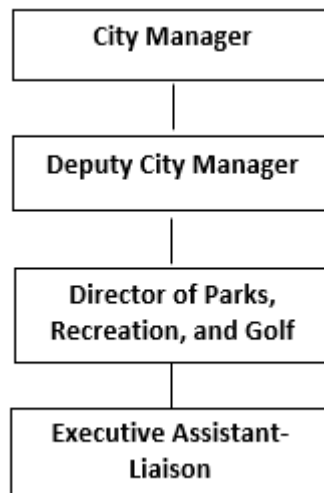 City Manager
Deputy City Manager
Director of Parks,
Recreation, and Golf
Executive Assistant-
Liaison